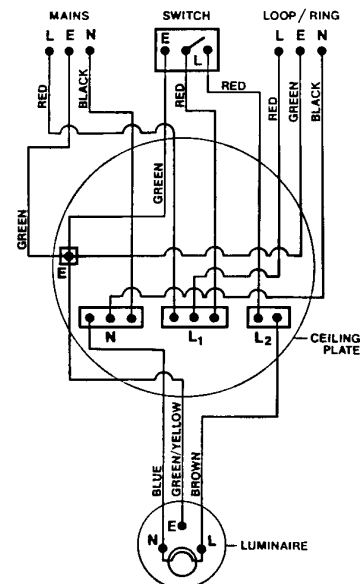 MAINS
L E N
SWITCH
E
L
LOOP/RING
L E N
RED
BLACK
RED
RED
RED
GREEN
BLACK
GREEN
GREEN
E
N
L1
L2
CEILING
PLATE
BLUE
GREEN/YELLOW
BROWN
E
N
L
LUMINAIRE